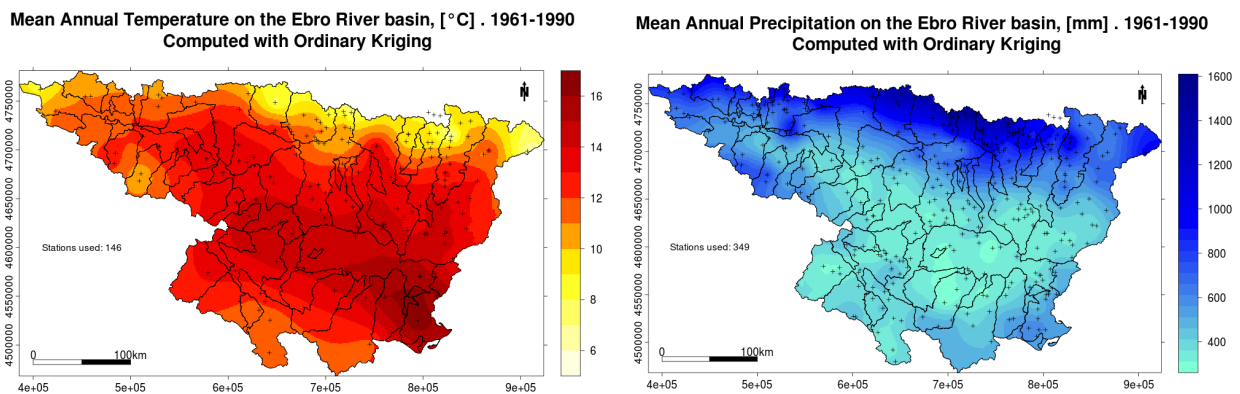 Mean Annual Temperature on the Ebro River basin, [°C] . 1961-1990
Computed with Ordinary Kriging
N
16
14
12
10
8
6
4750000
4700000
4650000
4600000
4550000
4500000
Stations used: 146
0 100km
4e+05 5e+05 6e+05 7e+05 8e+05 9e+05
Mean Annual Precipitation on the Ebro River basin, [mm] . 1961-1990
Computed with Ordinary Kriging
N
1600
1400
1200
1000
800
600
400
4750000
4700000
4650000
4600000
4550000
4500000
Stations used: 349
0 100km
4e+05 5e+05 6e+05 7e+05 8e+05 9e+05